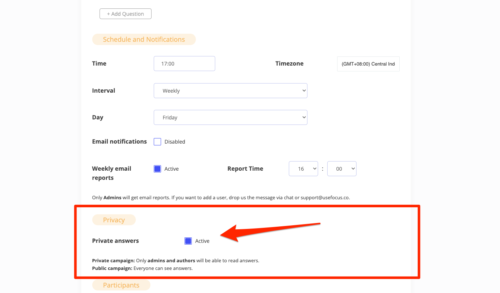 + Add Question
Schedule and Notifications
Time 17:00 Timezone (GMT+08:00) Central Ind
Interval Weekly
Day Friday
Email notifications Disabled
Weekly email reports Active Report Time 16 : 00
Only Admins will get email reports. If you want to add a user, drop us the message via chat or support@usefocus.co.
Privacy
Private answers Active
Private campaign: Only admins and authors will be able to read answers.
Public campaign: Everyone can see answers.
Participants